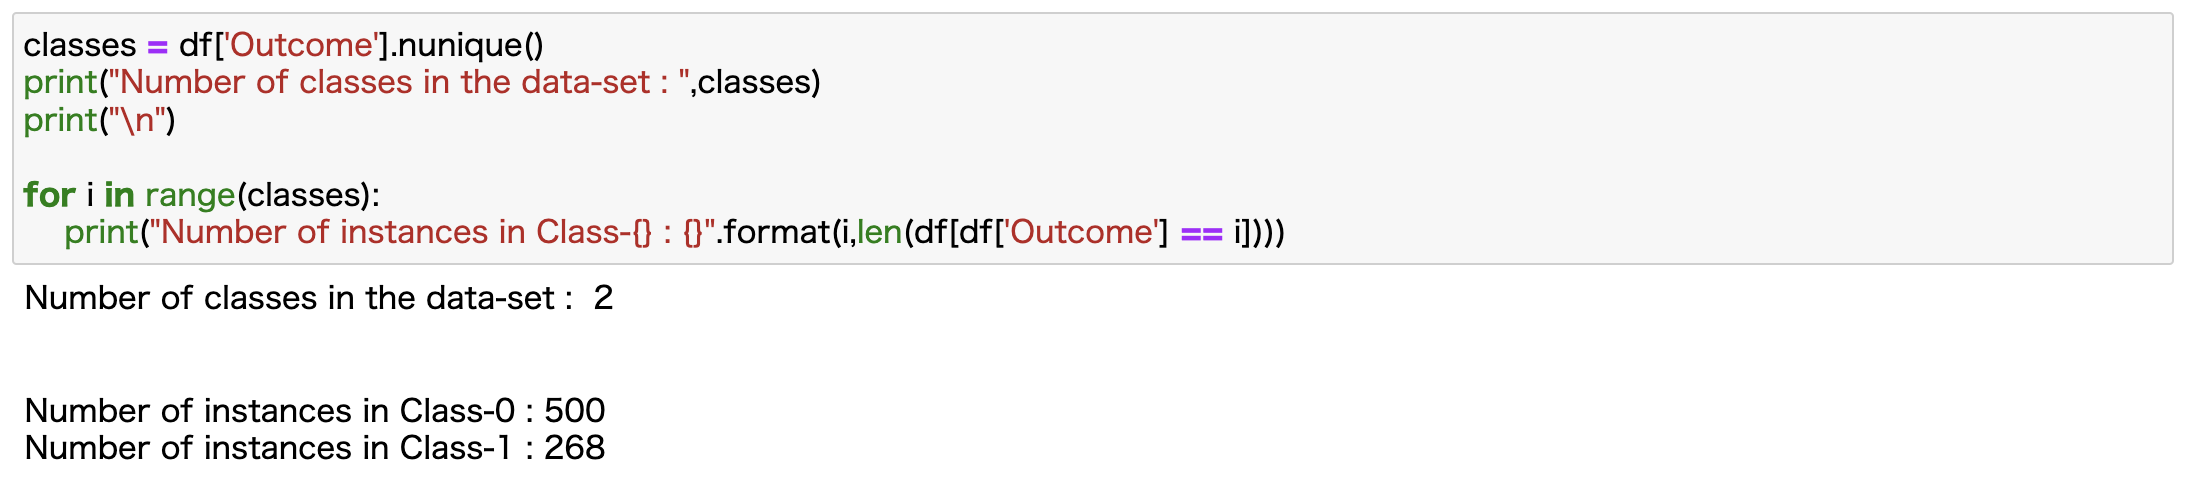 classes = df['Outcome'].nunique()
print("Number of classes in the data-set : ",classes)
print("\n")
for i in range(classes):
    print("Number of instances in Class-{} : {}".format(i,len(df[df['Outcome'] == i])))
Number of classes in the data-set :  2
Number of instances in Class-0 : 500
Number of instances in Class-1 : 268